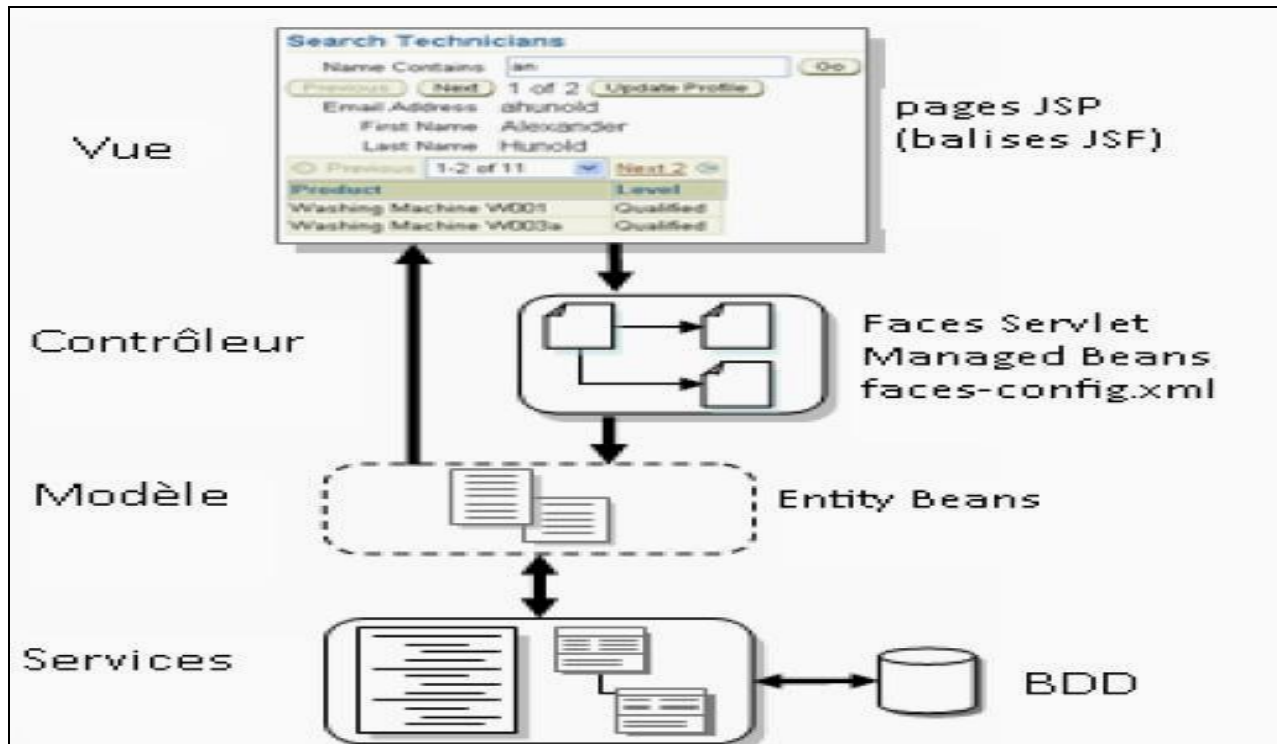 Search Technicians
Name Contains an Go
Previous Next 1 of 2 Update Profile
Email Address ahunold
First Name Alexander
Last Name Hunold
Previous 1-2 of 11 Next 2
Product Level
Washing Machine W001 Qualified
Washing Machine W003a Qualified
Vue
pages JSP
(balises JSF)
Contrôleur
Faces Servlet
Managed Beans
faces-config.xml
Modèle
Entity Beans
Services
BDD